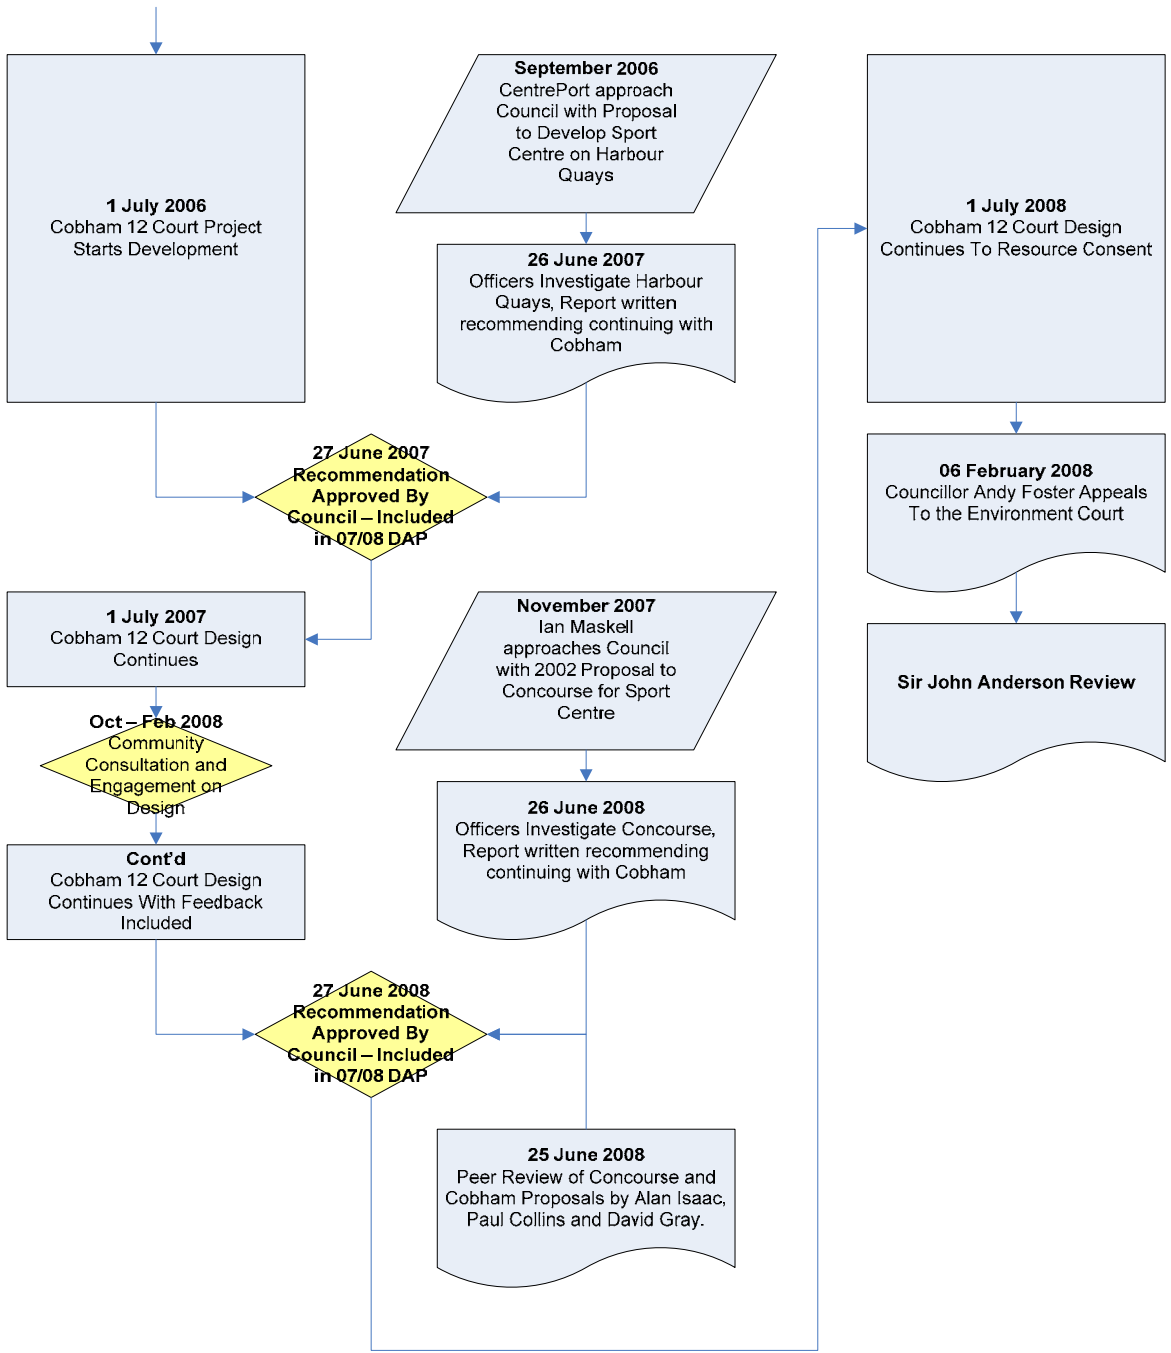 1 July 2006
Cobham 12 Court Project
Starts Development
September 2006
CentrePort approach
Council with Proposal
to Develop Sport
Centre on Harbour
Quays
26 June 2007
Officers Investigate Harbour
Quays, Report written
recommending continuing with
Cobham
27 June 2007
Recommendation
Approved By
Council – Included
in 07/08 DAP
1 July 2007
Cobham 12 Court Design
Continues
Oct – Feb 2008
Community
Consultation and
Engagement on
Design
Cont’d
Cobham 12 Court Design
Continues With Feedback
Included
November 2007
Ian Maskell
approaches Council
with 2002 Proposal to
Concourse for Sport
Centre
26 June 2008
Officers Investigate Concourse,
Report written recommending
continuing with Cobham
27 June 2008
Recommendation
Approved By
Council – Included
in 07/08 DAP
25 June 2008
Peer Review of Concourse and
Cobham Proposals by Alan Isaac,
Paul Collins and David Gray.
1 July 2008
Cobham 12 Court Design
Continues To Resource Consent
06 February 2008
Councillor Andy Foster Appeals
To the Environment Court
Sir John Anderson Review